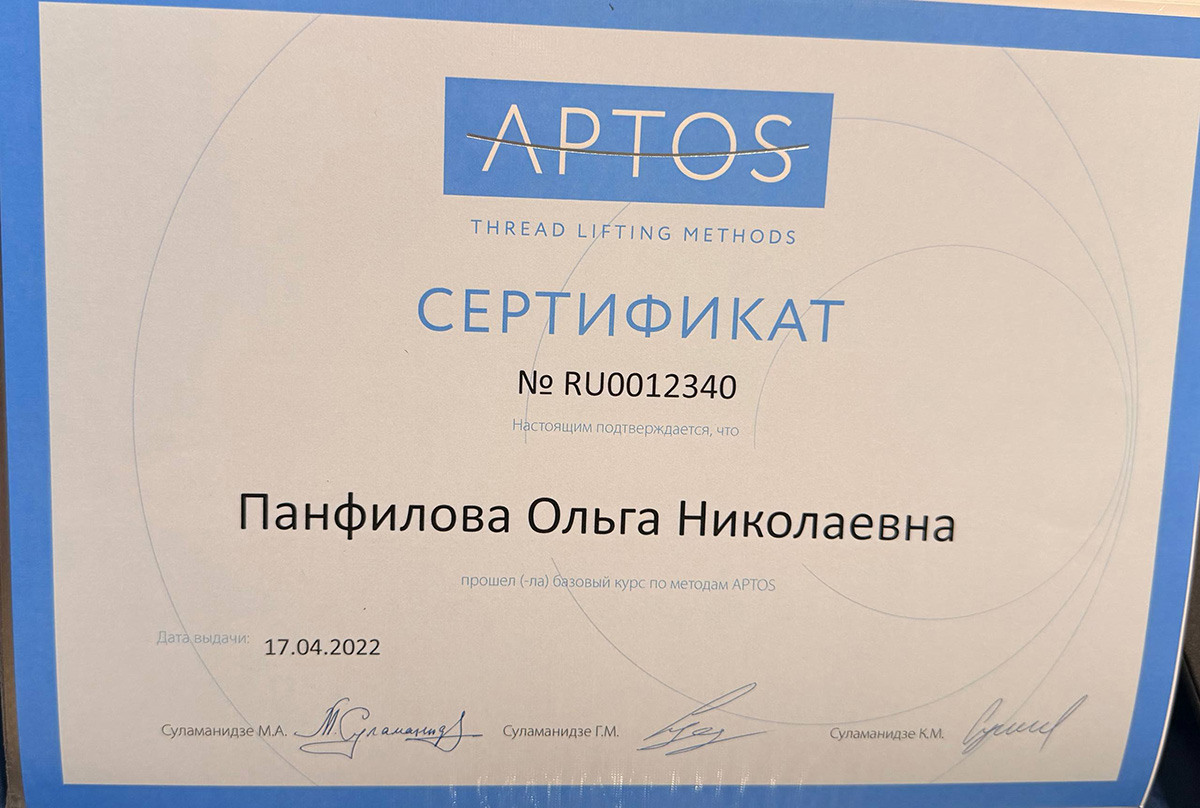 APTOS
THREAD LIFTING METHODS
СЕРТИФИКАТ
№ RU0012340
Настоящим подтверждается, что
Панфилова Ольга Николаевна
прошел (-ла) базовый курс по методам APTOS
Дата выдачи: 17.04.2022
Суламанидзе М.А. М.Суламанидз Суламанидзе Г.М. Суламанидзе К.М.